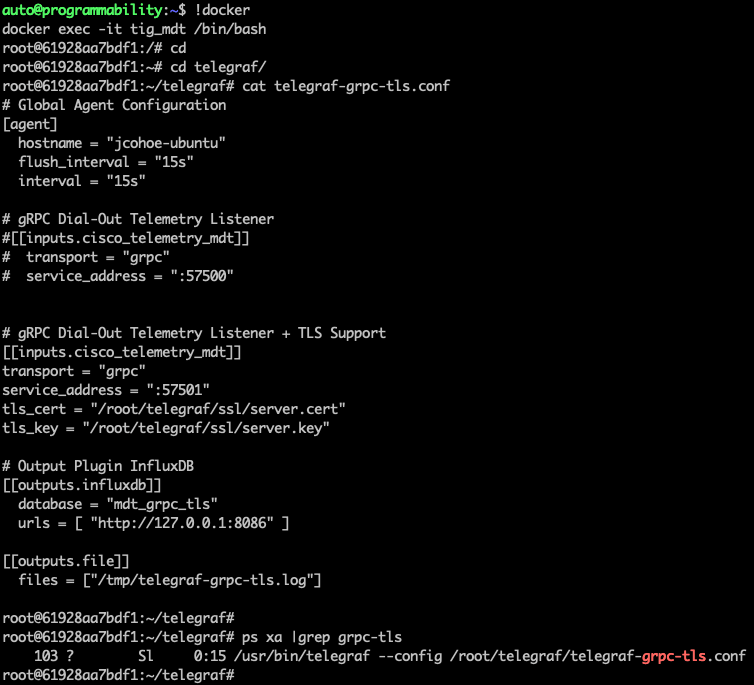 auto@programmability:~$ !docker
docker exec -it tig_mdt /bin/bash
root@61928aa7bdf1:/# cd
root@61928aa7bdf1:~# cd telegraf/
root@61928aa7bdf1:~/telegraf# cat telegraf-grpc-tls.conf
# Global Agent Configuration
[agent]
  hostname = "jcohoe-ubuntu"
  flush_interval = "15s"
  interval = "15s"

# gRPC Dial-Out Telemetry Listener
#[[inputs.cisco_telemetry_mdt]]
#  transport = "grpc"
#  service_address = ":57500"


# gRPC Dial-Out Telemetry Listener + TLS Support
[[inputs.cisco_telemetry_mdt]]
transport = "grpc"
service_address = ":57501"
tls_cert = "/root/telegraf/ssl/server.cert"
tls_key = "/root/telegraf/ssl/server.key"

# Output Plugin InfluxDB
[[outputs.influxdb]]
  database = "mdt_grpc_tls"
  urls = [ "http://127.0.0.1:8086" ]

[[outputs.file]]
  files = ["/tmp/telegraf-grpc-tls.log"]

root@61928aa7bdf1:~/telegraf#
root@61928aa7bdf1:~/telegraf# ps xa |grep grpc-tls
    103 ?        Sl     0:15 /usr/bin/telegraf --config /root/telegraf/telegraf-grpc-tls.conf
root@61928aa7bdf1:~/telegraf#